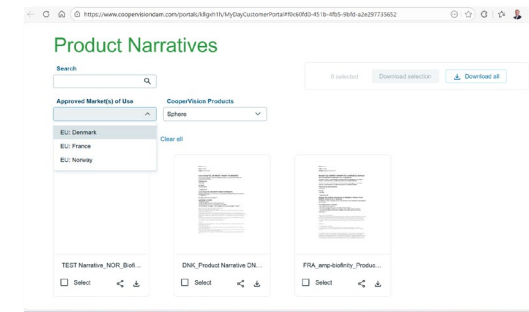 https://www.coopervisiondam.com/portals/kllgxh1h/MyDayCustomerPortal#f0c60fd0-451b-4fb5-9bfd-a2e297735652
Product Narratives
Search
0 selected
Download selection
Download all
Approved Market(s) of Use
CooperVision Products
Sphere
EU: Denmark
EU: France
EU: Norway
Clear all
TEST Narrative_NOR_Biofi...
DNK_Product Narrative DN...
FRA_amp-biofinity_Produc...
Select
Select
Select